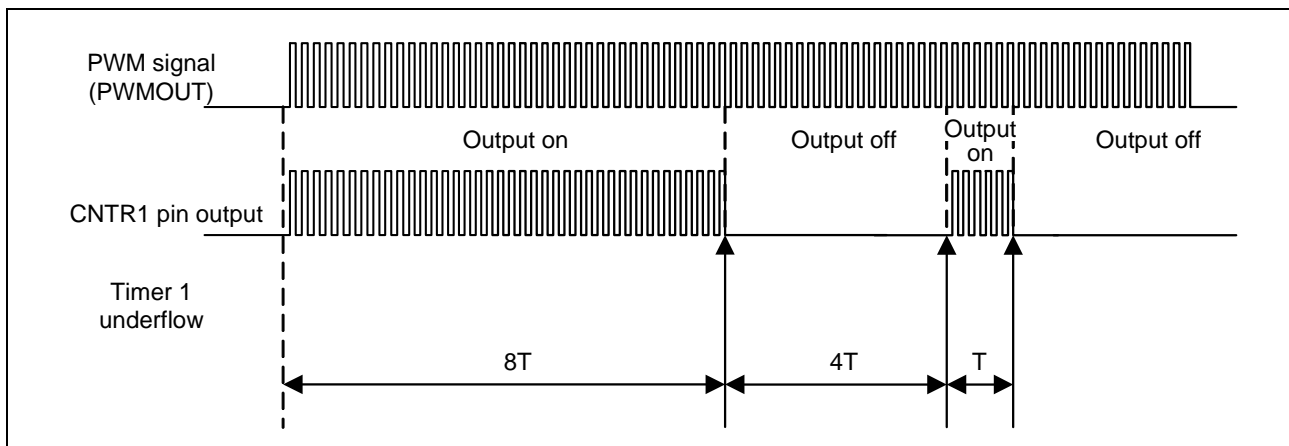 PWM signal
(PWMOUT)
Output on
Output off
Output
on
Output off
CNTR1 pin output
Timer 1
underflow
8T
4T
T